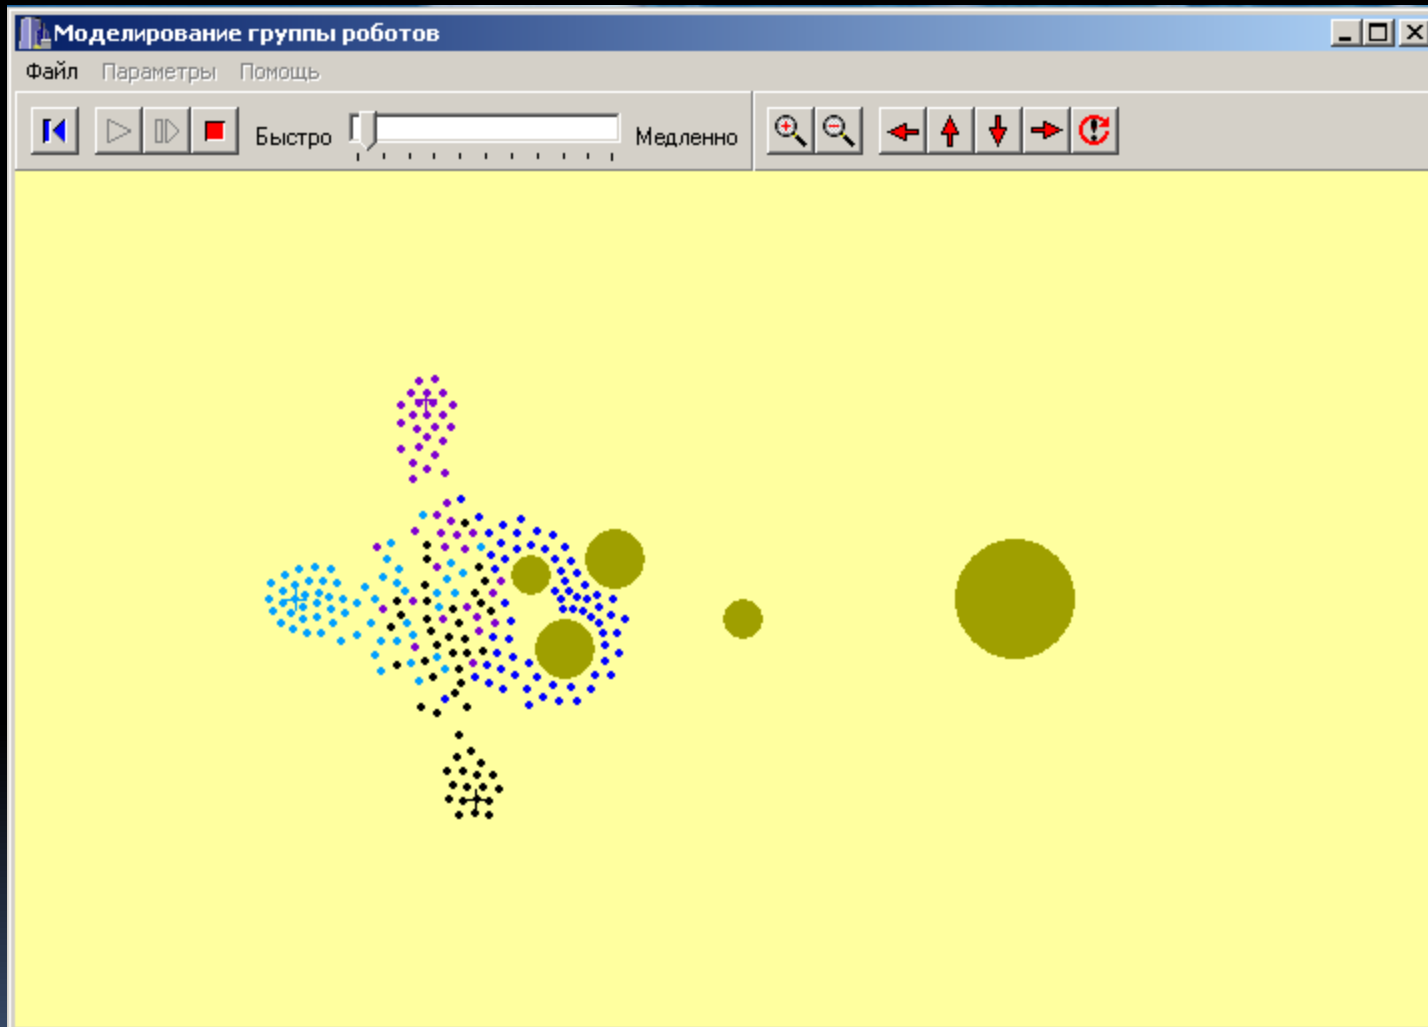 Моделирование группы роботов
Файл Параметры Помощь
Быстро Медленно